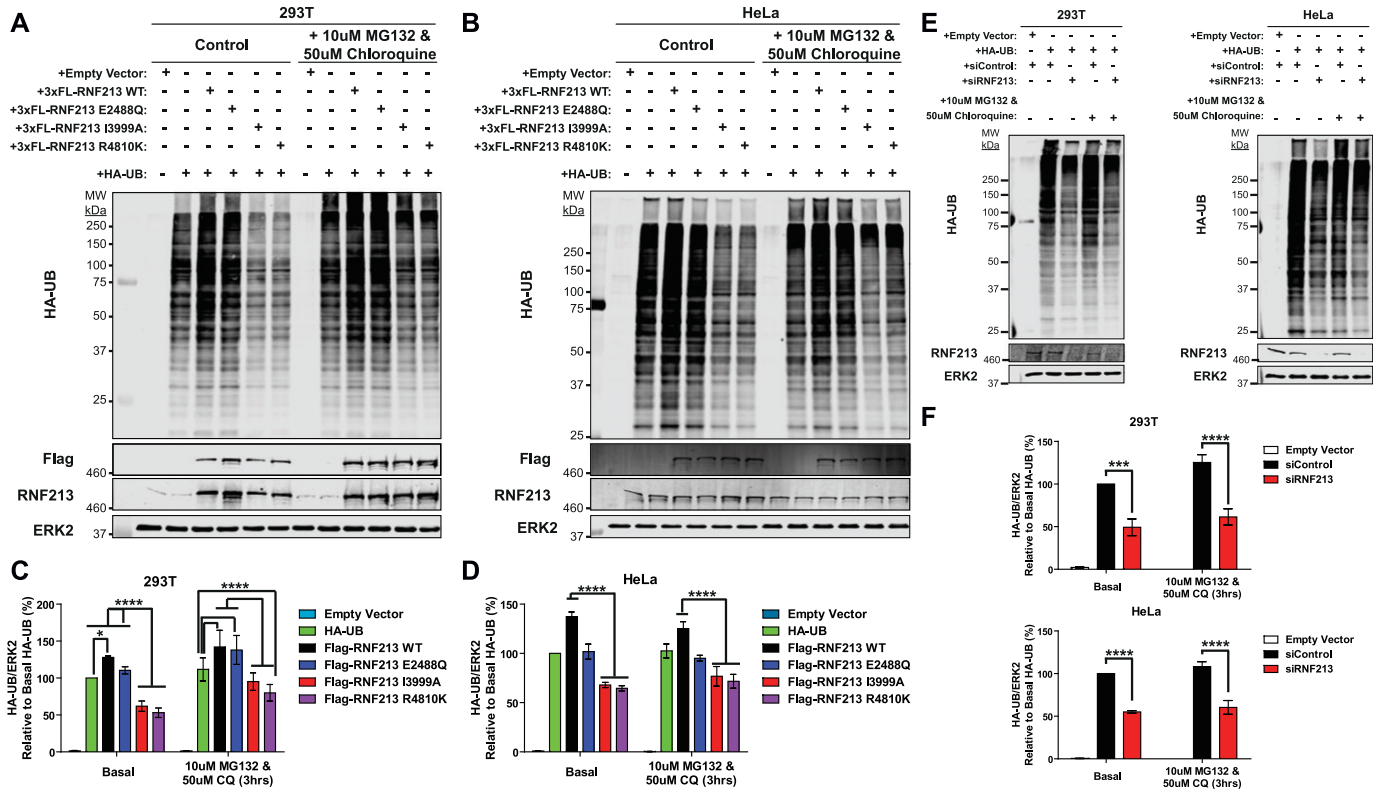 A
293T
Control
+ 10uM MG132 &
50uM Chloroquine
+Empty Vector: + - - - - - + - - - - -
+3xFL-RNF213 WT: - - + - - - - - + - - -
+3xFL-RNF213 E2488Q: - - - + - - - - - + - -
+3xFL-RNF213 I3999A: - - - - + - - - - - + -
+3xFL-RNF213 R4810K: - - - - - + - - - - - +
+HA-UB: - + + + + + - + + + + +
MW
kDa
250
150
100
75
50
37
25
HA-UB
Flag
460
RNF213
460
ERK2
37
B
HeLa
Control
+ 10uM MG132 &
50uM Chloroquine
+Empty Vector: + - - - - - + - - - - -
+3xFL-RNF213 WT: - - + - - - - - + - - -
+3xFL-RNF213 E2488Q: - - - + - - - - - + - -
+3xFL-RNF213 I3999A: - - - - + - - - - - + -
+3xFL-RNF213 R4810K: - - - - - + - - - - - +
+HA-UB: - + + + + + - + + + + +
MW
kDa
250
150
100
75
50
37
25
HA-UB
Flag
460
RNF213
460
ERK2
37
C
293T
HA-UB/ERK2
Relative to Basal HA-UB (%)
200
150
100
50
0
*
****
****
Basal
10uM MG132 &
50uM CQ (3hrs)
Empty Vector
HA-UB
Flag-RNF213 WT
Flag-RNF213 E2488Q
Flag-RNF213 I3999A
Flag-RNF213 R4810K
D
HeLa
HA-UB/ERK2
Relative to Basal HA-UB (%)
150
125
100
75
50
25
0
****
****
Basal
10uM MG132 &
50uM CQ (3hrs)
Empty Vector
HA-UB
Flag-RNF213 WT
Flag-RNF213 E2488Q
Flag-RNF213 I3999A
Flag-RNF213 R4810K
E
293T
+Empty Vector: + - - - -
+HA-UB: - + + + +
+siControl: + + - + -
+siRNF213: - - + - +
+10uM MG132 &
50uM Chloroquine: - - - + +
MW
kDa
250
150
100
75
50
37
25
HA-UB
RNF213
460
ERK2
37
HeLa
+Empty Vector: + - - - -
+HA-UB: - + + + +
+siControl: + + - + -
+siRNF213: - - + - +
+10uM MG132 &
50uM Chloroquine: - - - + +
MW
kDa
250
150
100
75
50
37
25
HA-UB
RNF213
460
ERK2
37
F
293T
HA-UB/ERK2
Relative to Basal HA-UB (%)
150
100
50
0
***
****
Basal
10uM MG132 &
50uM CQ (3hrs)
Empty Vector
siControl
siRNF213
HeLa
HA-UB/ERK2
Relative to Basal HA-UB (%)
150
100
50
0
****
****
Basal
10uM MG132 &
50uM CQ (3hrs)
Empty Vector
siControl
siRNF213